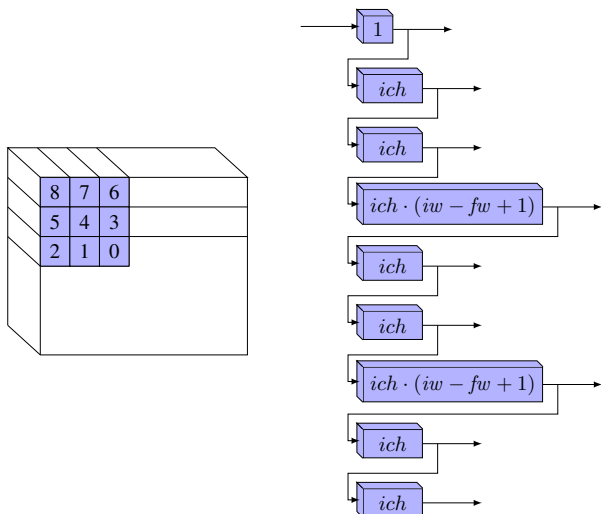 8 7 6
5 4 3
2 1 0
1
ich
ich
ich · (iw − fw + 1)
ich
ich
ich · (iw − fw + 1)
ich
ich